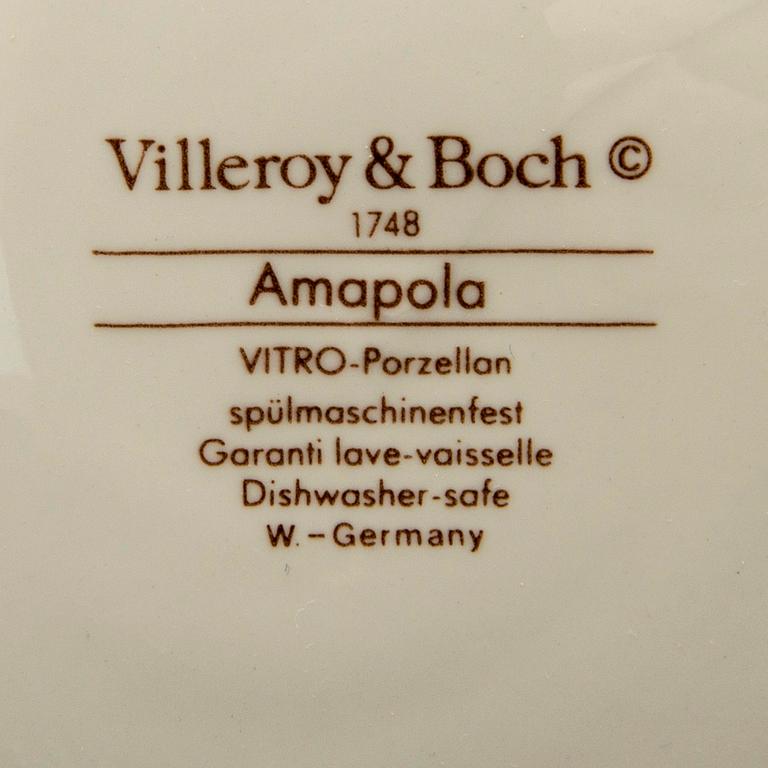 Villeroy & Boch ©
1748
Amapola
VITRO-Porzellan
spülmaschinenfest
Garanti lave-vaisselle
Dishwasher-safe
W.-Germany